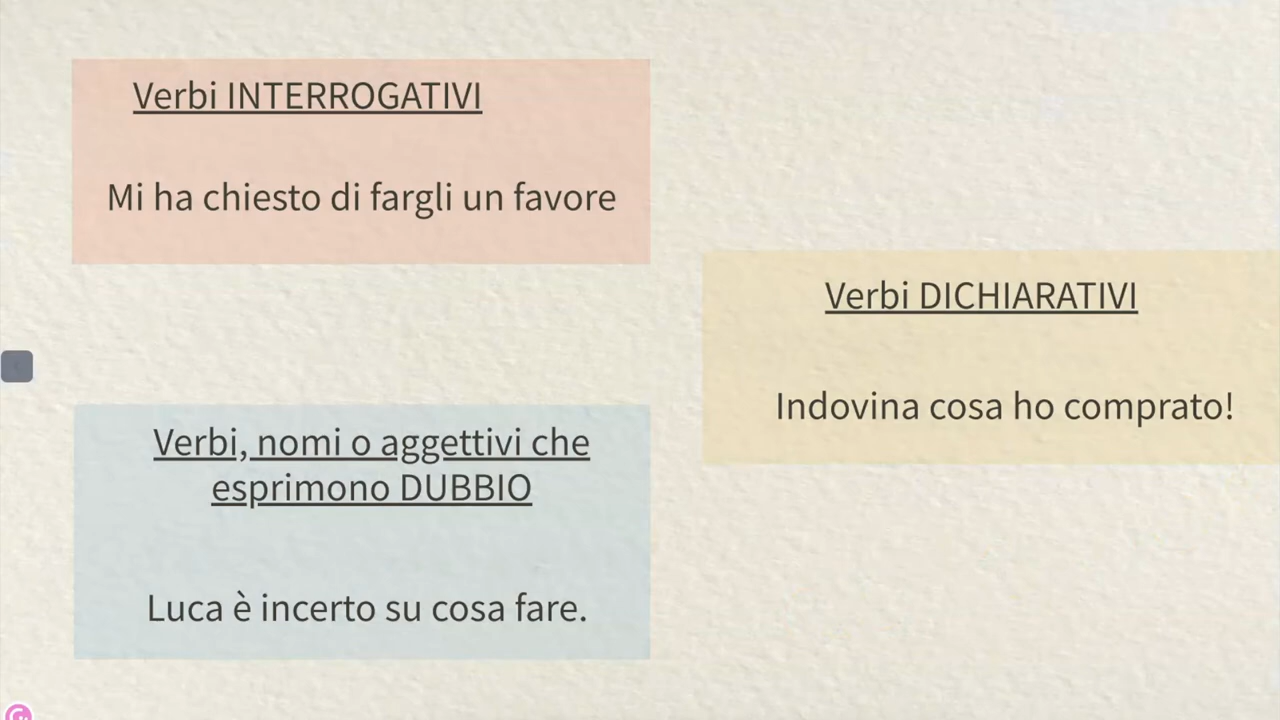 Verbi INTERROGATIVI
Mi ha chiesto di fargli un favore
Verbi DICHIARATIVI
Indovina cosa ho comprato!
Verbi, nomi o aggettivi che
esprimono DUBBIO
Luca è incerto su cosa fare.